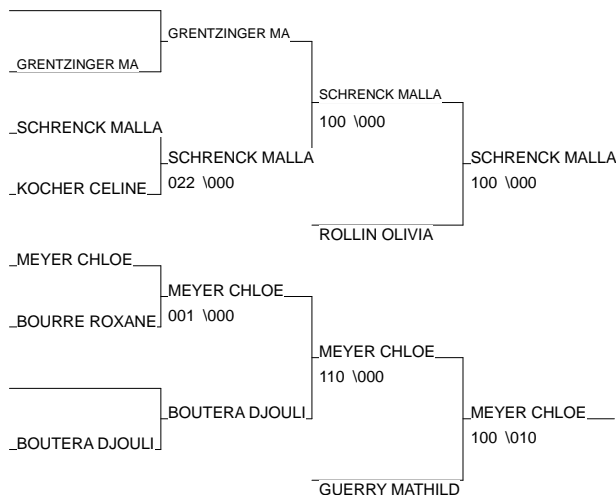 GRENTZINGER MA
GRENTZINGER MA
SCHRENCK MALLA
100 \000
SCHRENCK MALLA
SCHRENCK MALLA
022 \000
SCHRENCK MALLA
100 \000
KOCHER CELINE
ROLLIN OLIVIA
MEYER CHLOE
MEYER CHLOE
001 \000
BOURRE ROXANE
MEYER CHLOE
110 \000
BOUTERA DJOULI
MEYER CHLOE
100 \010
BOUTERA DJOULI
GUERRY MATHILD